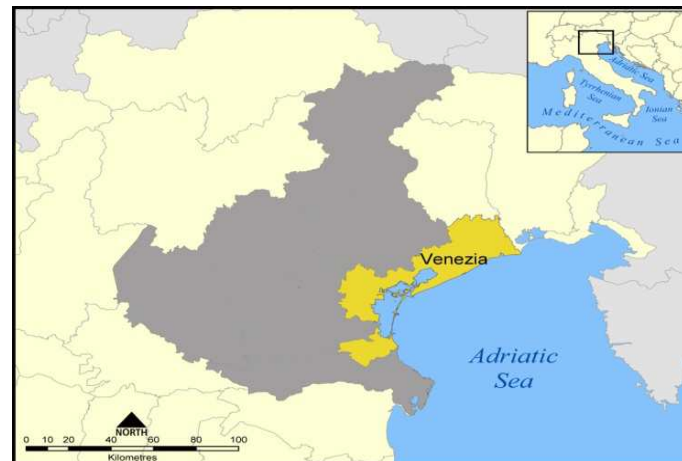 Adriatic Sea
Tyrrhenian
Sea
Ionian
Sea
Mediterranean Sea
Venezia
Adriatic
Sea
NORTH
0 10 20 40 60 80 100
Kilometres